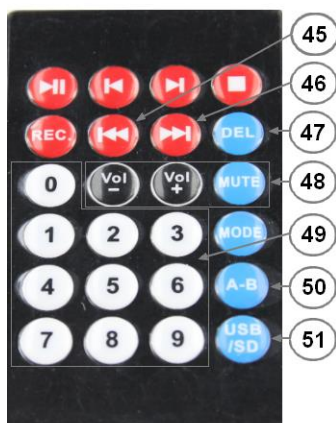 45
46
REC. DEL 47
0 Vol - Vol + MUTE 48
1 2 3 MODE 49
4 5 6 A-B 50
7 8 9 USB /SD 51